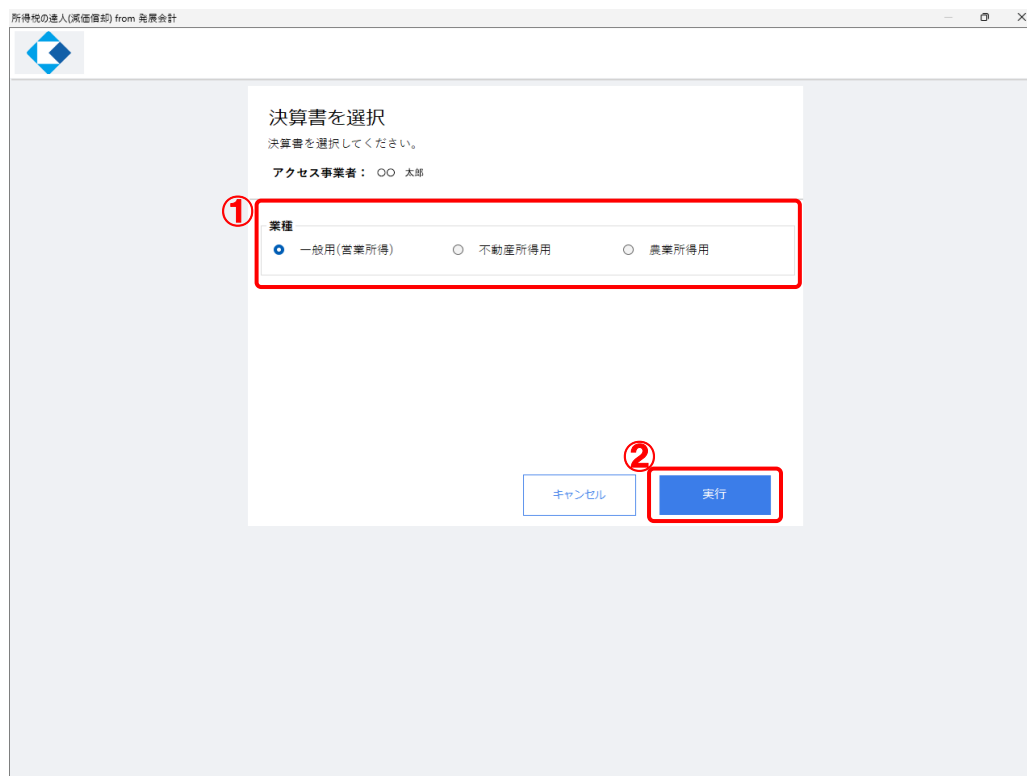 所得税の達人(減価償却) from 発展会計
決算書を選択
決算書を選択してください。
アクセス事業者： 〇〇 太郎
①
業種
一般用(営業所得) 不動産所得用 農業所得用
②
キャンセル 実行